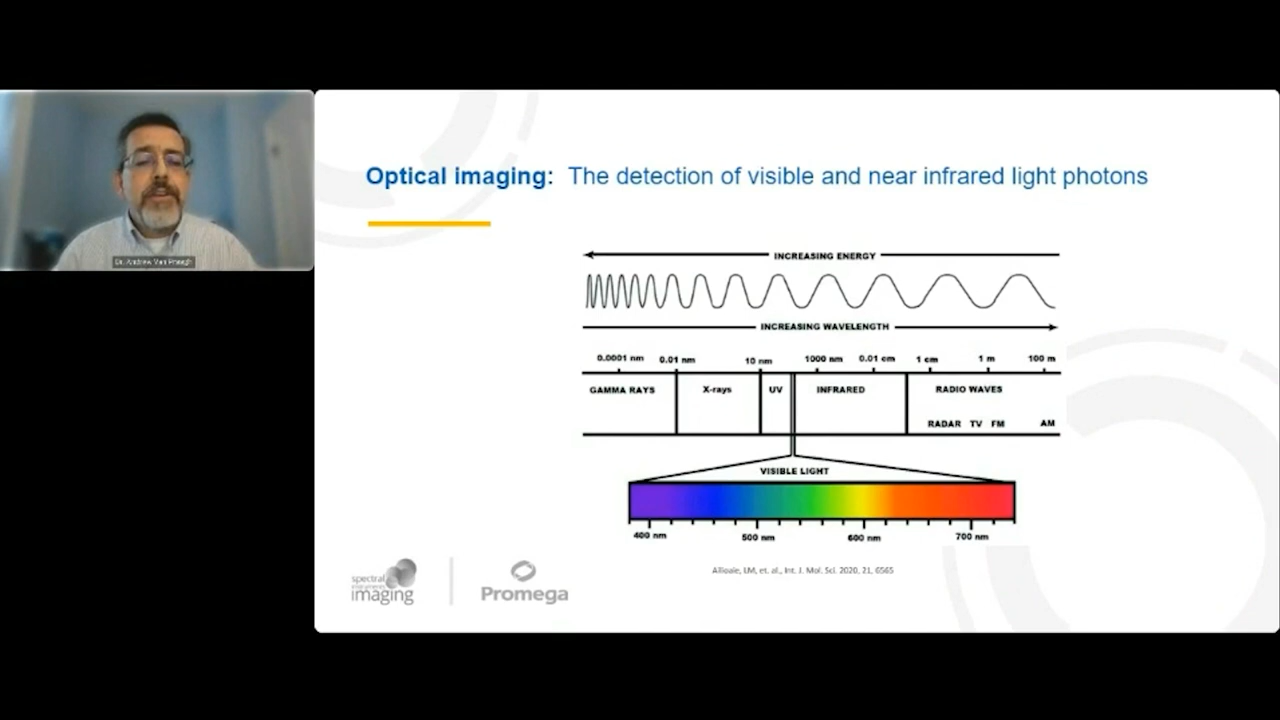 Dr. Andrew Van Praagh
Optical imaging: The detection of visible and near infrared light photons
INCREASING ENERGY
INCREASING WAVELENGTH
0.0001 nm 0.01 nm 10 nm 1000 nm 0.01 cm 1 cm 1 m 100 m
GAMMA RAYS X-rays UV INFRARED RADIO WAVES
RADAR TV FM AM
VISIBLE LIGHT
400 nm 500 nm 600 nm 700 nm
et. al., Int. J. Mol. Sci. 2020, 21, 6565
spectral
instruments
imaging
Promega